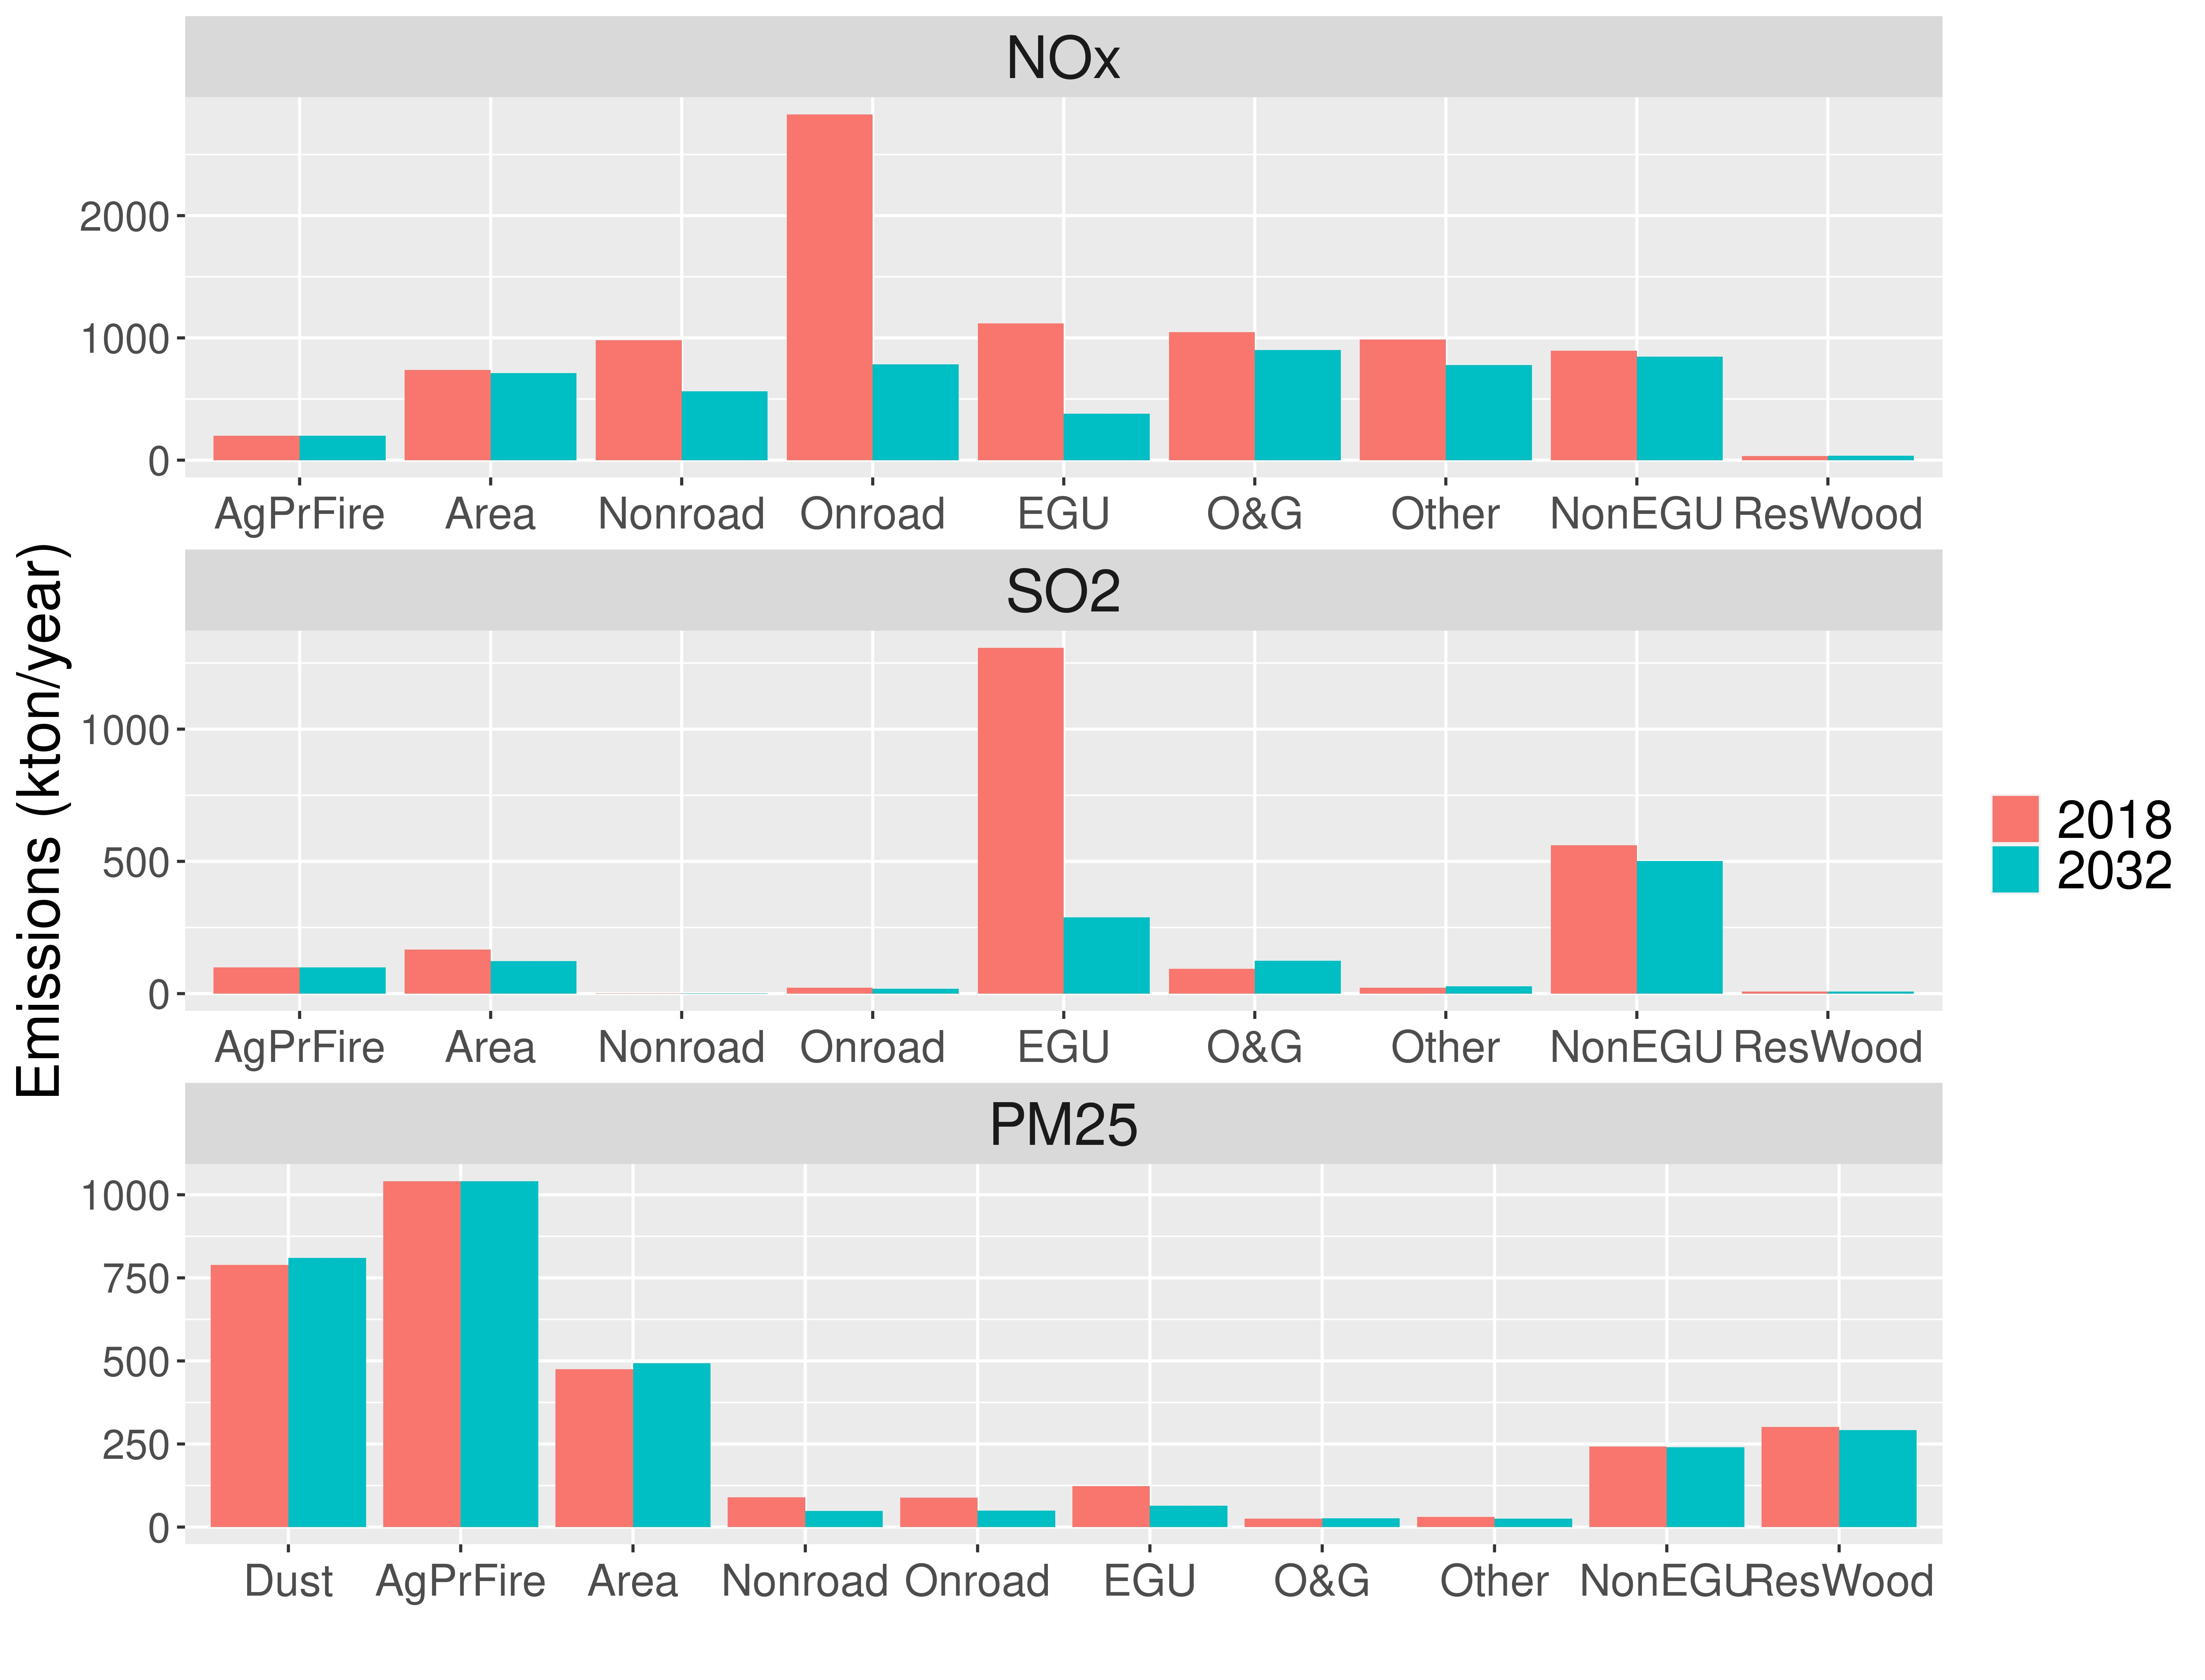 NOx
2000
1000
0
AgPrFire Area Nonroad Onroad EGU O&G Other NonEGU ResWood
SO2
1000
500
0
AgPrFire Area Nonroad Onroad EGU O&G Other NonEGU ResWood
PM25
1000
750
500
250
0
Dust AgPrFire Area Nonroad Onroad EGU O&G Other NonEGU ResWood
Emissions (kton/year)
2018
2032